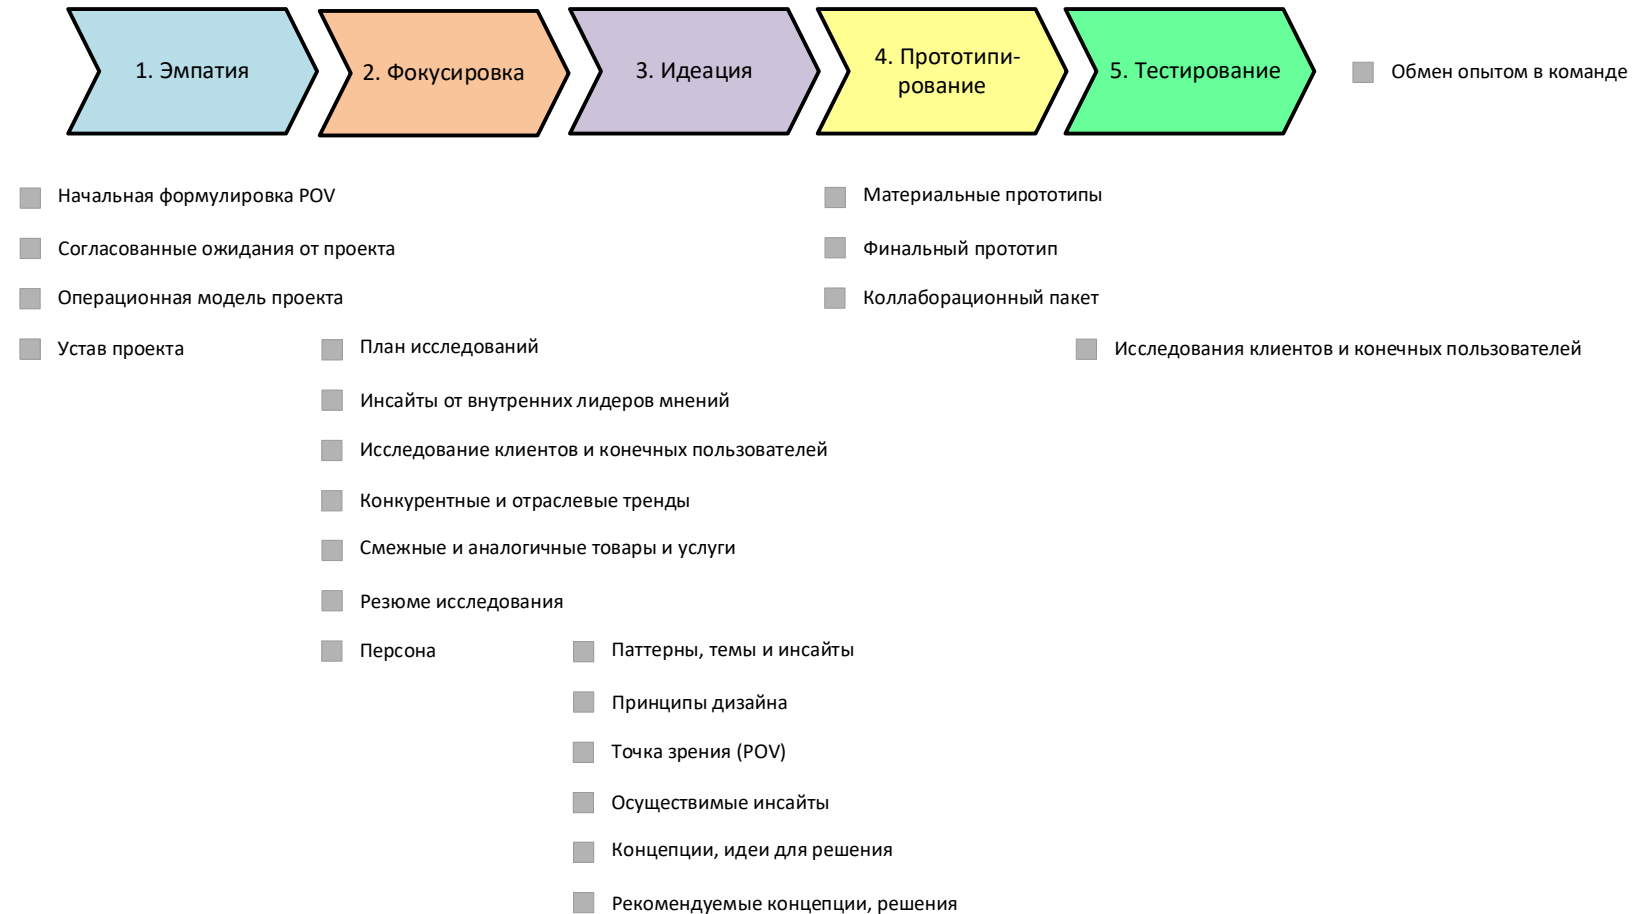 1. Эмпатия
2. Фокусировка
3. Идеация
4. Прототипи-
рование
5. Тестирование
Обмен опытом в команде
Начальная формулировка POV
Согласованные ожидания от проекта
Операционная модель проекта
Устав проекта
План исследований
Инсайты от внутренних лидеров мнений
Исследование клиентов и конечных пользователей
Конкурентные и отраслевые тренды
Смежные и аналогичные товары и услуги
Резюме исследования
Персона
Паттерны, темы и инсайты
Принципы дизайна
Точка зрения (POV)
Осуществимые инсайты
Концепции, идеи для решения
Рекомендуемые концепции, решения
Материальные прототипы
Финальный прототип
Коллаборационный пакет
Исследования клиентов и конечных пользователей